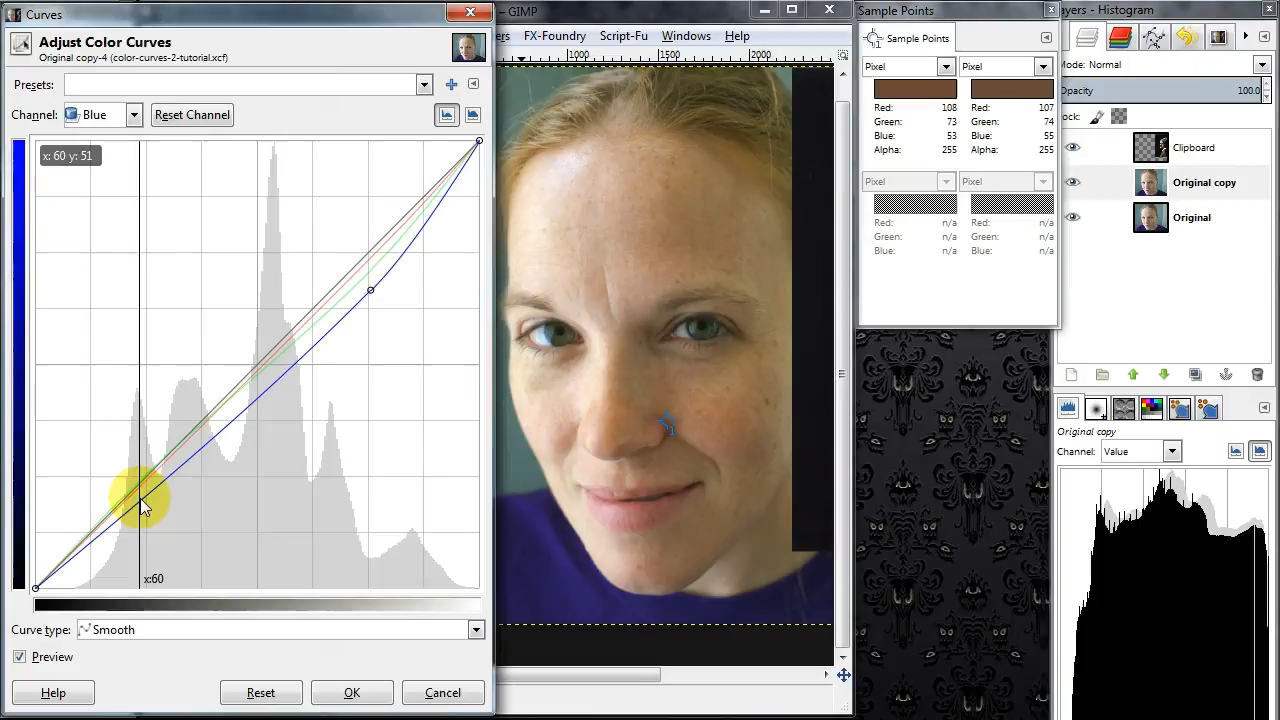 Curves
Adjust Color Curves
Original copy-4 (color-curves-2-tutorial.xcf)
Presets:
Channel: Blue Reset Channel
x: 60 y: 51
x:60
Curve type: Smooth
Preview
Help Reset OK Cancel
– GIMP
ers FX-Foundry Script-Fu Windows Help
1000 1500 2000
1
Sample Points
Sample Points
Pixel Pixel
Red: 108 Red: 107
Green: 73 Green: 74
Blue: 53 Blue: 55
Alpha: 255 Alpha: 255
Pixel Pixel
Red: n/a Red: n/a
Green: n/a Green: n/a
Blue: n/a Blue: n/a
ayers - Histogram
Mode: Normal
Opacity 100.0
ock:
Clipboard
Original copy
Original
Original copy
Channel: Value